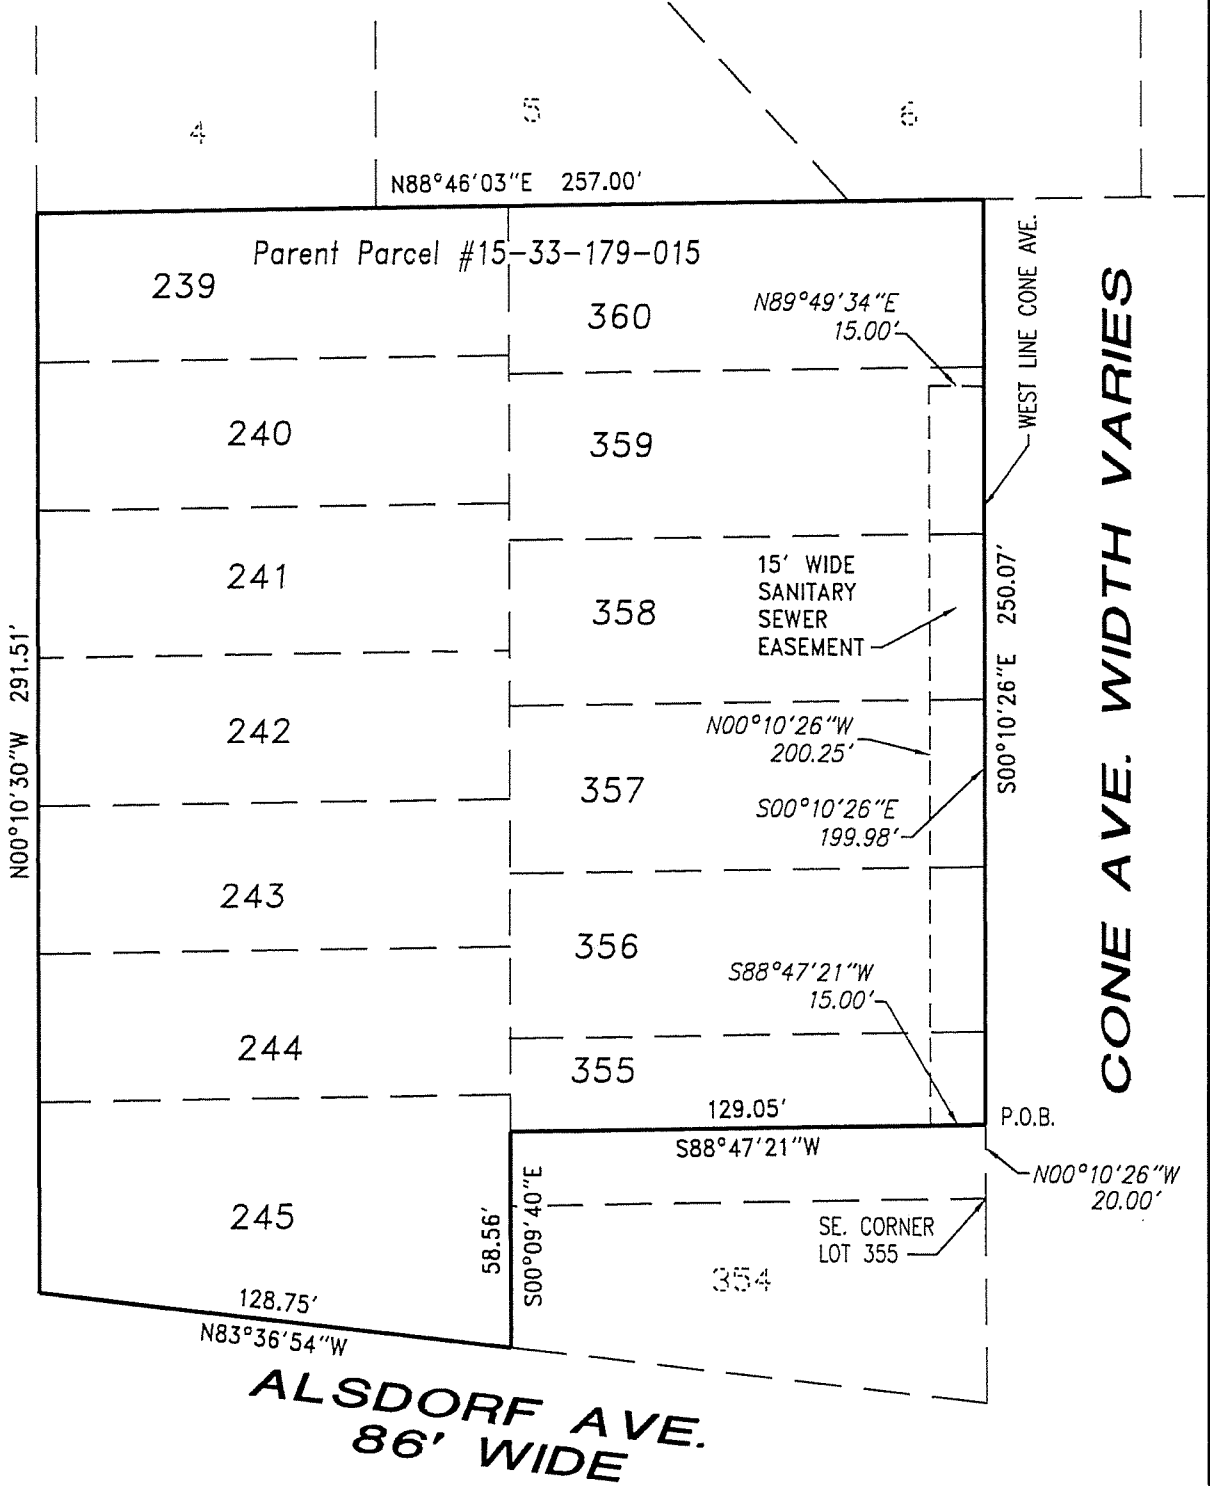 4
5
6
N88°46'03"E 257.00'
Parent Parcel #15-33-179-015
239
360
N89°49'34"E
15.00'
WEST LINE CONE AVE.
CONE AVE. WIDTH VARIES
240
359
241
358
15' WIDE
SANITARY
SEWER
EASEMENT
S00°10'26"E 250.07'
N00°10'30"W 291.51'
242
357
N00°10'26"W
200.25'
S00°10'26"E
199.98'
243
356
S88°47'21"W
15.00'
244
355
129.05'
S88°47'21"W
P.O.B.
N00°10'26"W
20.00'
245
58.56'
S00°09'40"E
SE. CORNER
LOT 355
354
128.75'
N83°36'54"W
ALSDORF AVE.
86' WIDE